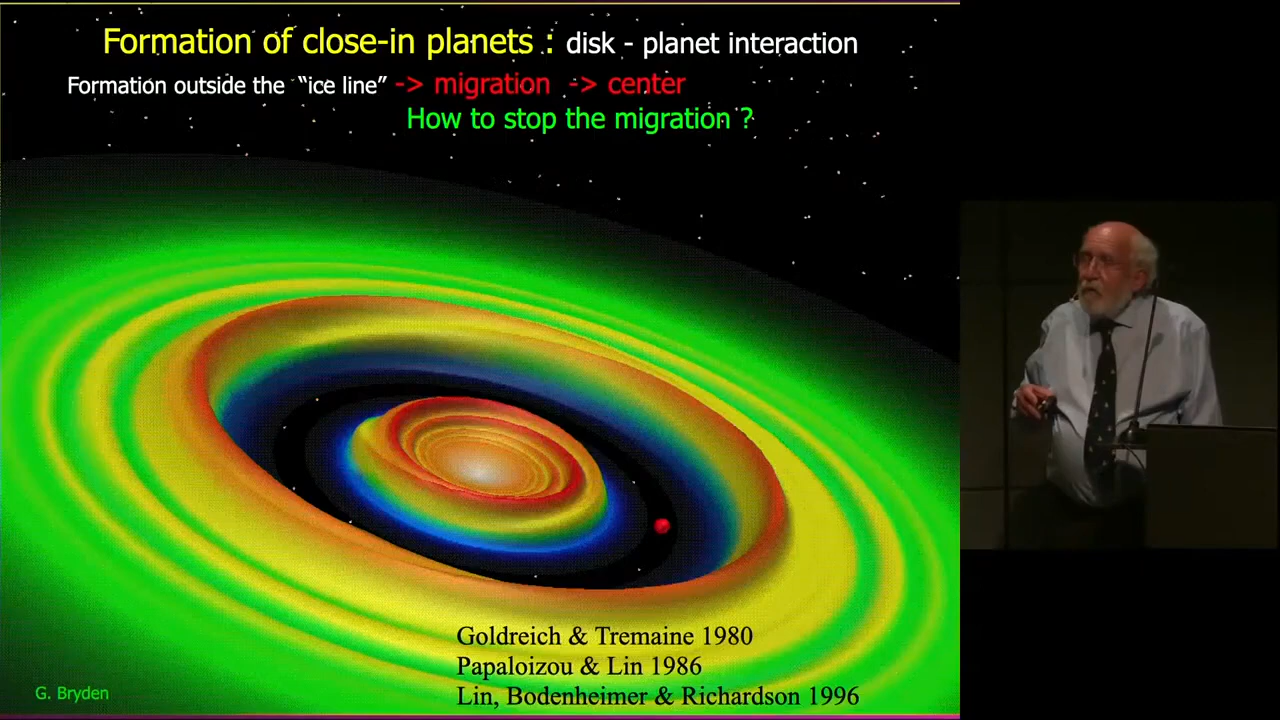 Formation of close-in planets : disk - planet interaction
Formation outside the “ice line” -> migration -> center
How to stop the migration ?
Goldreich & Tremaine 1980
Papaloizou & Lin 1986
Lin, Bodenheimer & Richardson 1996
G. Bryden